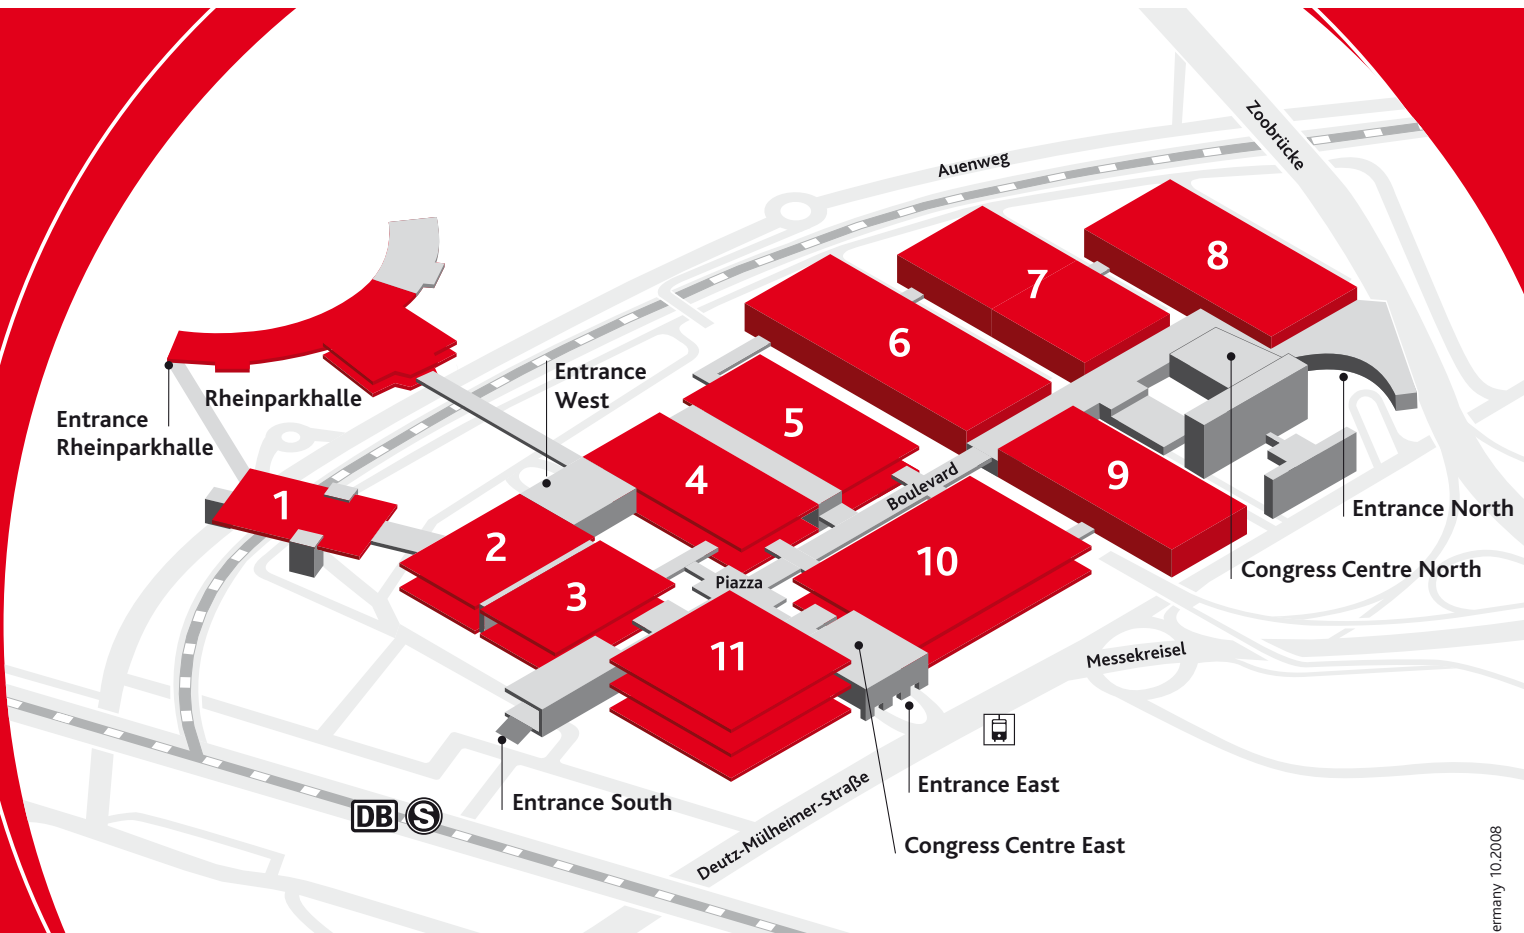 Zoobrücke
Auenweg
8
7
6
Entrance
West
Rheinparkhalle
Entrance
Rheinparkhalle
5
4
9
Boulevard
1
Entrance North
2
10
Congress Centre North
Piazza
3
11
Messekreisel
Entrance East
Entrance South
DB
S
Deutz-Mülheimer-Straße
Congress Centre East
ermany 10.2008